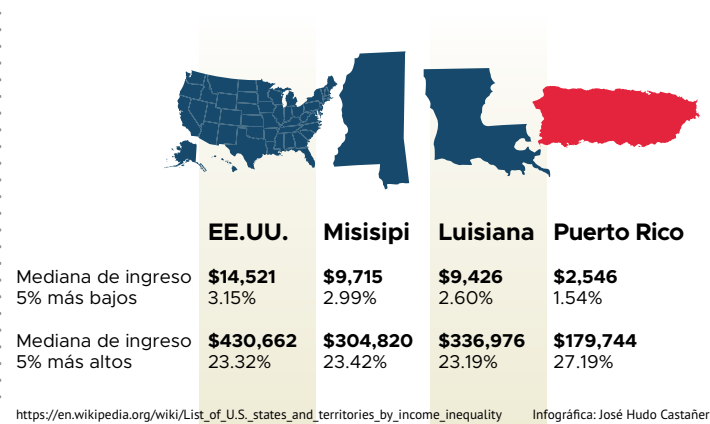 EE.UU. Misisipi Luisiana Puerto Rico
Mediana de ingreso $14,521 $9,715 $9,426 $2,546
5% más bajos 3.15% 2.99% 2.60% 1.54%
Mediana de ingreso $430,662 $304,820 $336,976 $179,744
5% más altos 23.32% 23.42% 23.19% 27.19%
https://en.wikipedia.org/wiki/List_of_U.S._states_and_territories_by_income_inequality Infográfica: José Hudo Castañer